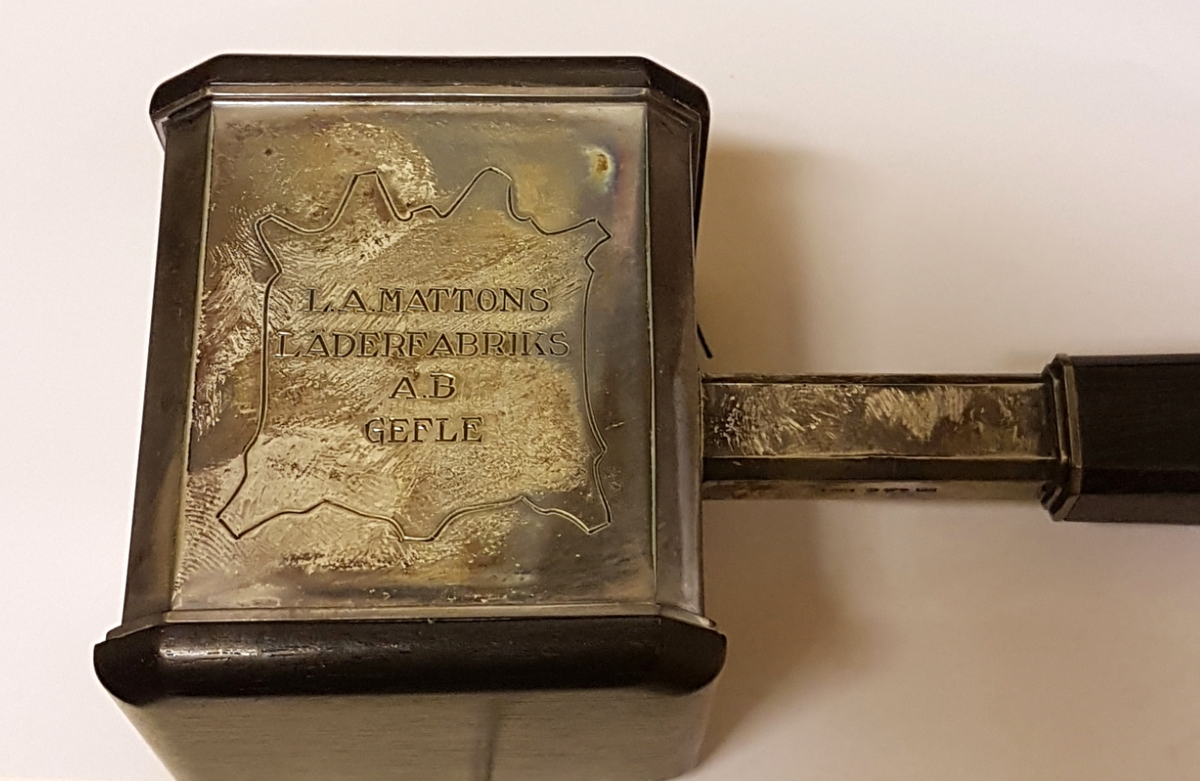 L.A.MATTONS
LÄDERFABRIKS
A.B
GEFLE